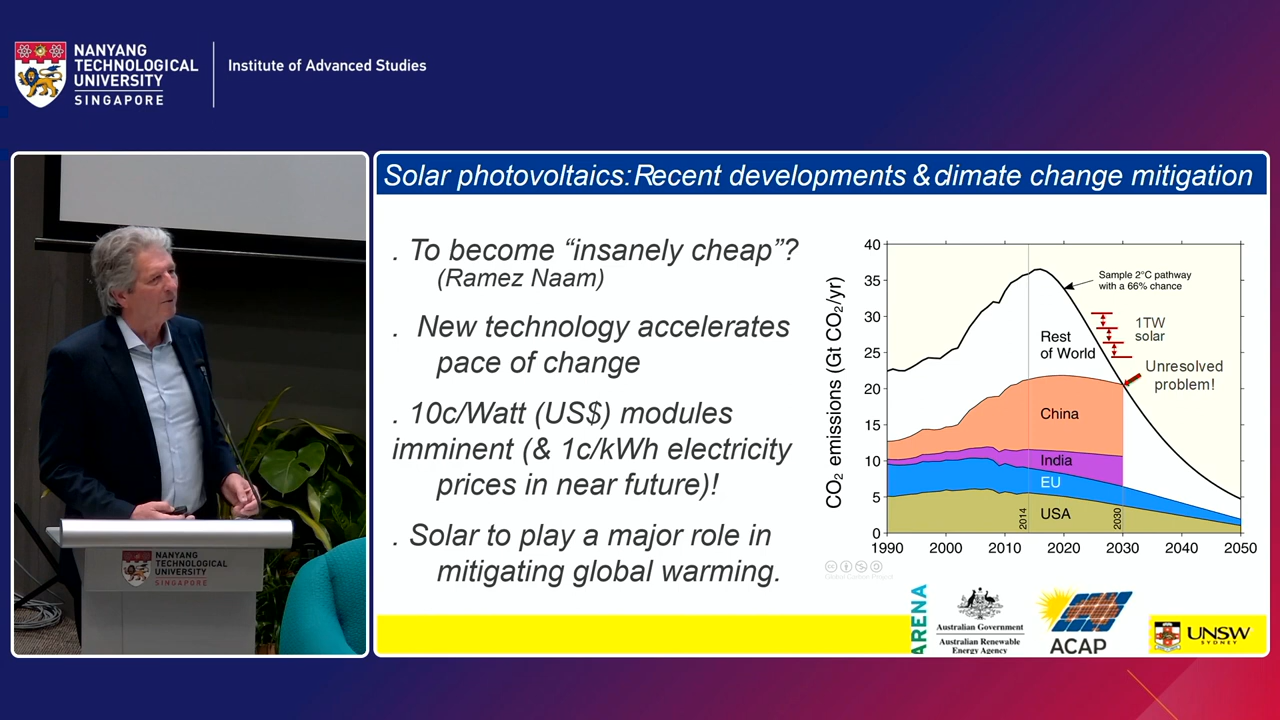 NANYANG
TECHNOLOGICAL
UNIVERSITY
SINGAPORE
Institute of Advanced Studies
NANYANG
TECHNOLOGICAL
UNIVERSITY
SINGAPORE
Solar photovoltaics: Recent developments & climate change mitigation
. To become “insanely cheap”?
(Ramez Naam)
. New technology accelerates
pace of change
. 10c/Watt (US$) modules
imminent (& 1c/kWh electricity
prices in near future)!
. Solar to play a major role in
mitigating global warming.
CO2 emissions (Gt CO2/yr)
40
35
30
25
20
15
10
5
0
1990
2000
2010
2020
2030
2040
2050
Sample 2°C pathway
with a 66% chance
1TW
solar
Rest
of World
Unresolved
problem!
China
India
EU
USA
2014
2030
Global Carbon Project
ARENA
Australian Government
Australian Renewable
Energy Agency
ACAP
UNSW
SYDNEY